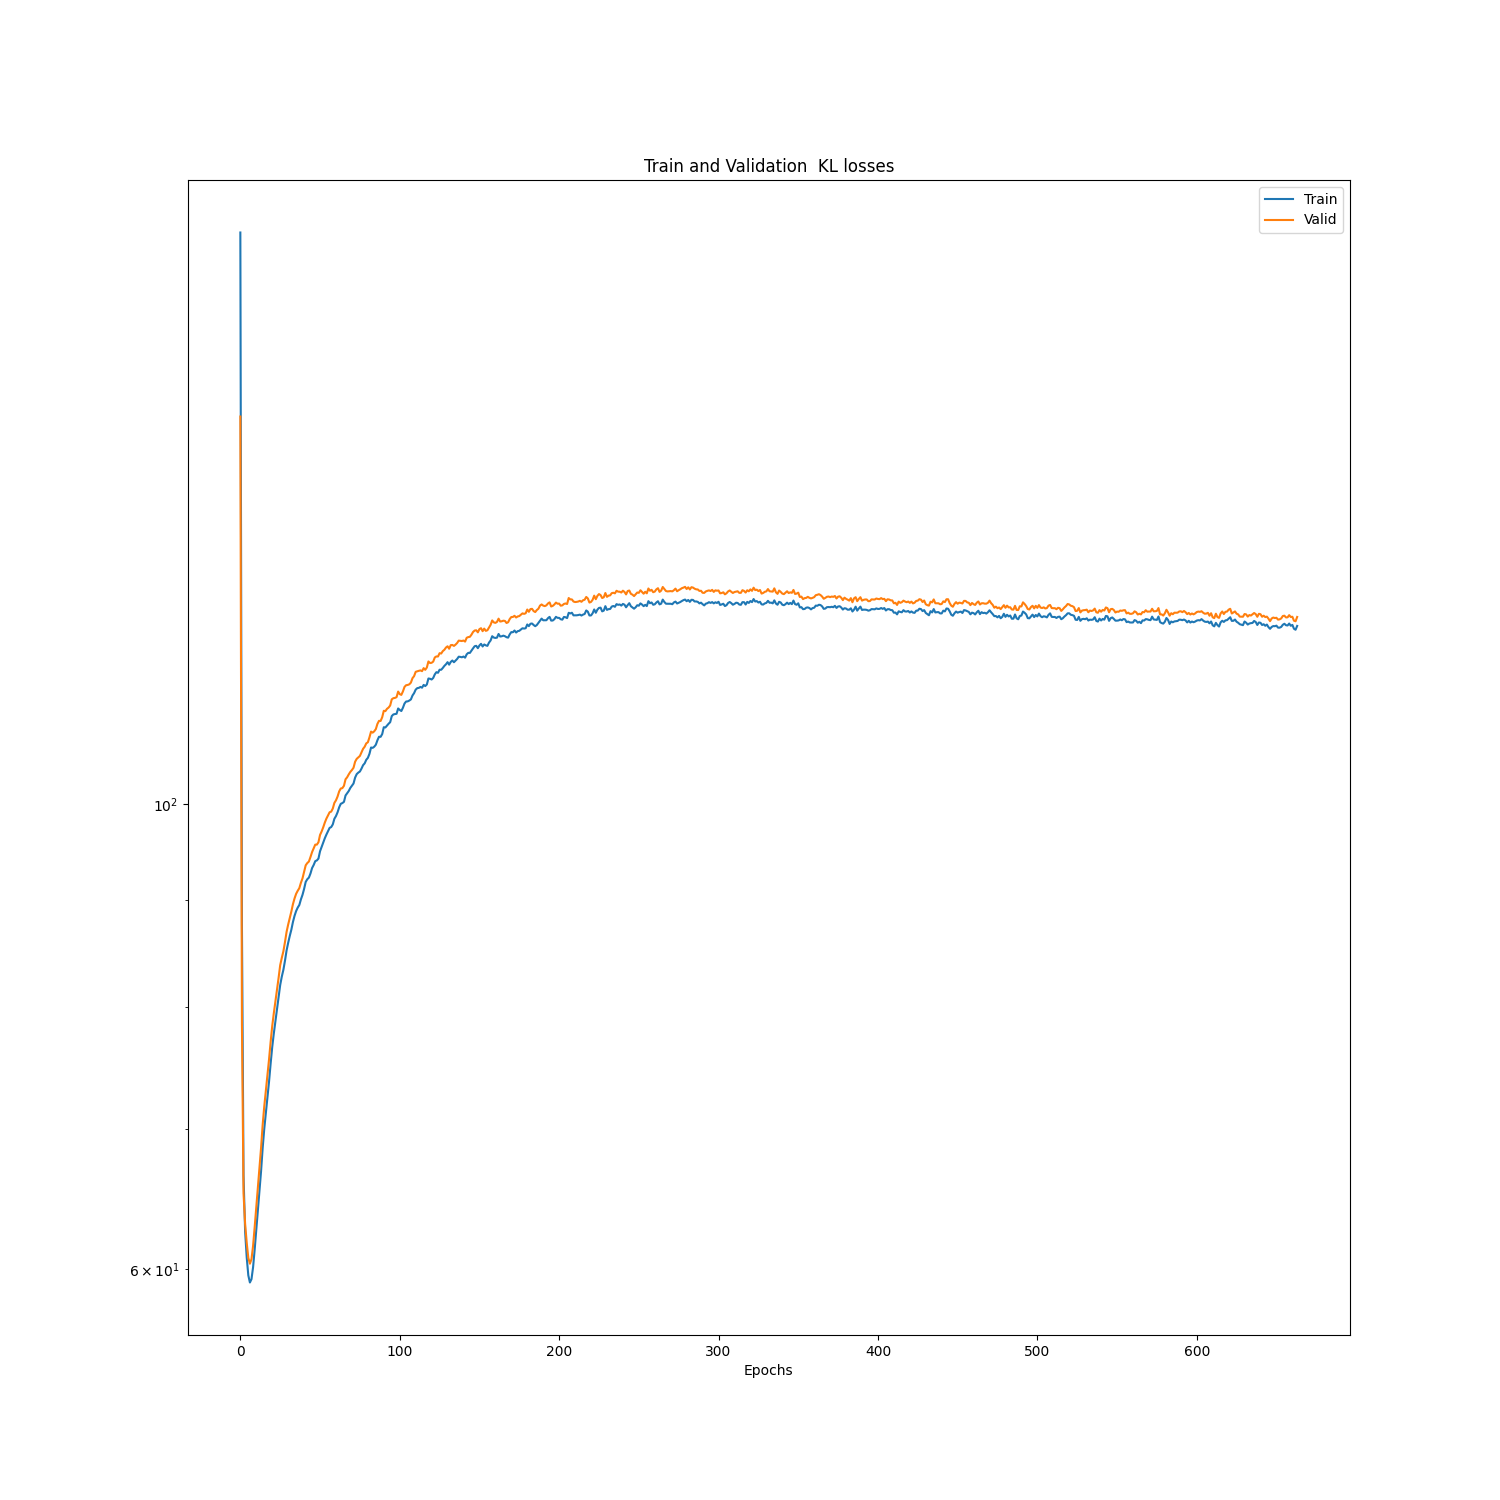 Train and Validation  KL losses
Train
Valid
10²
6 × 10¹
0 100 200 300 400 500 600
Epochs